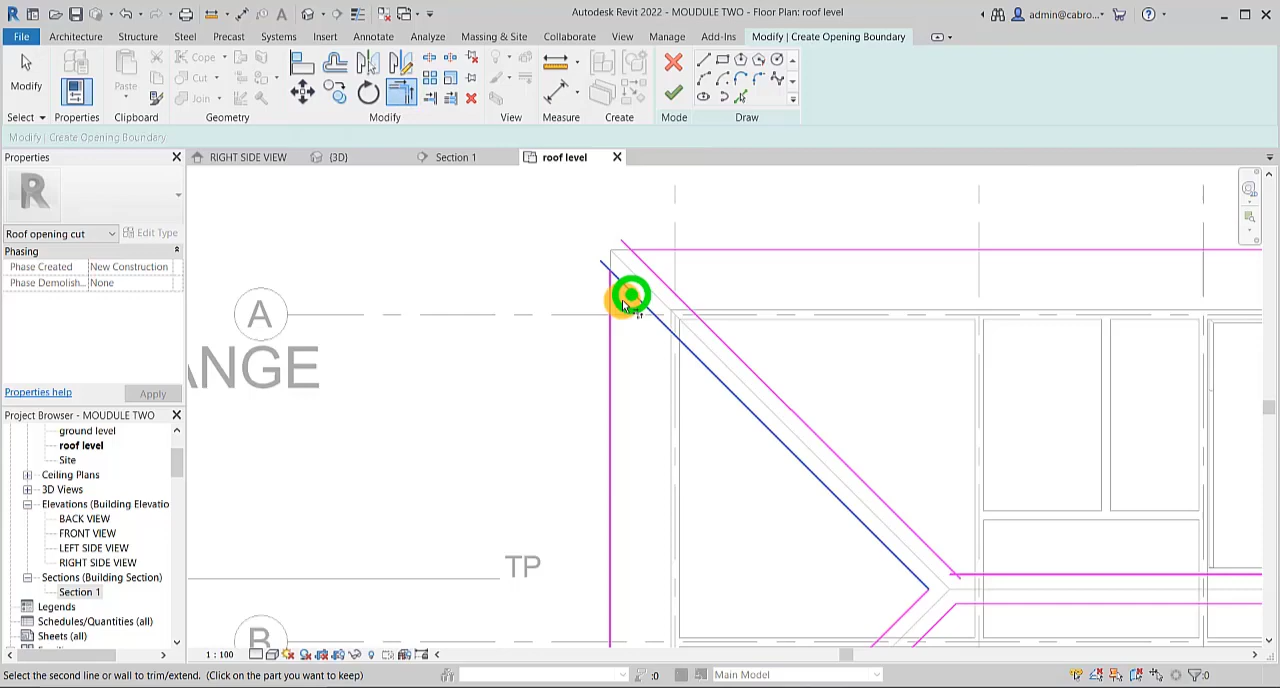 Autodesk Revit 2022 - MOUDULE TWO - Floor Plan: roof level
admin@cabro...
File Architecture Structure Steel Precast Systems Insert Annotate Analyze Massing & Site Collaborate View Manage Add-Ins Modify | Create Opening Boundary
Modify
Paste
Cope
Cut
Join
Select Properties Clipboard Geometry Modify View Measure Create Mode Draw
Modify | Create Opening Boundary
Properties
RIGHT SIDE VIEW (3D) Section 1 roof level
Roof opening cut Edit Type
Phasing
Phase Created New Construction
Phase Demolish... None
Properties help Apply
A
ANGE
TP
B
Project Browser - MOUDULE TWO
ground level
roof level
Site
Ceiling Plans
3D Views
Elevations (Building Elevatio
BACK VIEW
FRONT VIEW
LEFT SIDE VIEW
RIGHT SIDE VIEW
Sections (Building Section)
Section 1
Legends
Schedules/Quantities (all)
Sheets (all)
1 : 100
Select the second line or wall to trim/extend. (Click on the part you want to keep)
:0
Main Model
:0